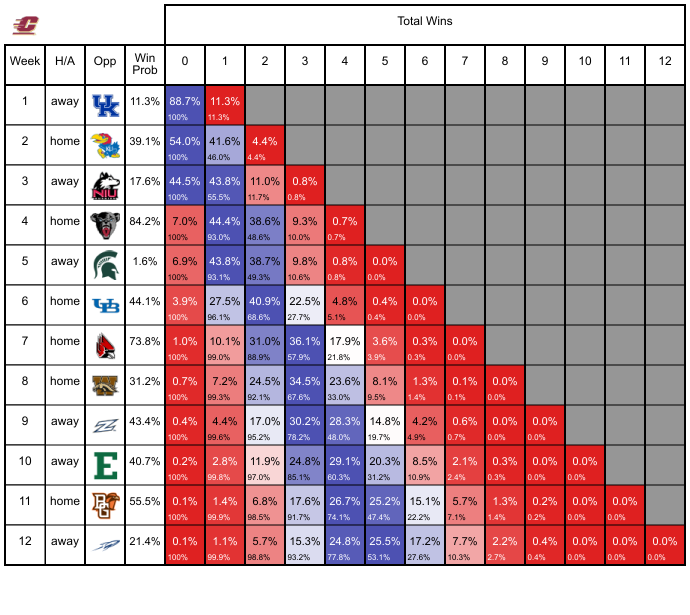 C
Total Wins
Week H/A Opp Win Prob 0 1 2 3 4 5 6 7 8 9 10 11 12
1 away UK 11.3% 88.7% 11.3%
100% 11.3%
2 home KU 39.1% 54.0% 41.6% 4.4%
100% 46.0% 4.4%
3 away NIU 17.6% 44.5% 43.8% 11.0% 0.8%
100% 55.5% 11.7% 0.8%
4 home 84.2% 7.0% 44.4% 38.6% 9.3% 0.7%
100% 93.0% 48.6% 10.0% 0.7%
5 away 1.6% 6.9% 43.8% 38.7% 9.8% 0.8% 0.0%
100% 93.1% 49.3% 10.6% 0.8% 0.0%
6 home UB 44.1% 3.9% 27.5% 40.9% 22.5% 4.8% 0.4% 0.0%
100% 96.1% 68.6% 27.7% 5.1% 0.4% 0.0%
7 home 73.8% 1.0% 10.1% 31.0% 36.1% 17.9% 3.6% 0.3% 0.0%
100% 99.0% 88.9% 57.9% 21.8% 3.9% 0.3% 0.0%
8 home 31.2% 0.7% 7.2% 24.5% 34.5% 23.6% 8.1% 1.3% 0.1% 0.0%
100% 99.3% 92.1% 67.6% 33.0% 9.5% 1.4% 0.1% 0.0%
9 away 43.4% 0.4% 4.4% 17.0% 30.2% 28.3% 14.8% 4.2% 0.6% 0.0% 0.0%
100% 99.6% 95.2% 78.2% 48.0% 19.7% 4.9% 0.7% 0.0% 0.0%
10 away E 40.7% 0.2% 2.8% 11.9% 24.8% 29.1% 20.3% 8.5% 2.1% 0.3% 0.0% 0.0%
100% 99.8% 97.0% 85.1% 60.3% 31.2% 10.9% 2.4% 0.3% 0.0% 0.0%
11 home BG 55.5% 0.1% 1.4% 6.8% 17.6% 26.7% 25.2% 15.1% 5.7% 1.3% 0.2% 0.0% 0.0%
100% 99.9% 98.5% 91.7% 74.1% 47.4% 22.2% 7.1% 1.4% 0.2% 0.0% 0.0%
12 away 21.4% 0.1% 1.1% 5.7% 15.3% 24.8% 25.5% 17.2% 7.7% 2.2% 0.4% 0.0% 0.0% 0.0%
100% 99.9% 98.8% 93.2% 77.8% 53.1% 27.6% 10.3% 2.7% 0.4% 0.0% 0.0% 0.0%